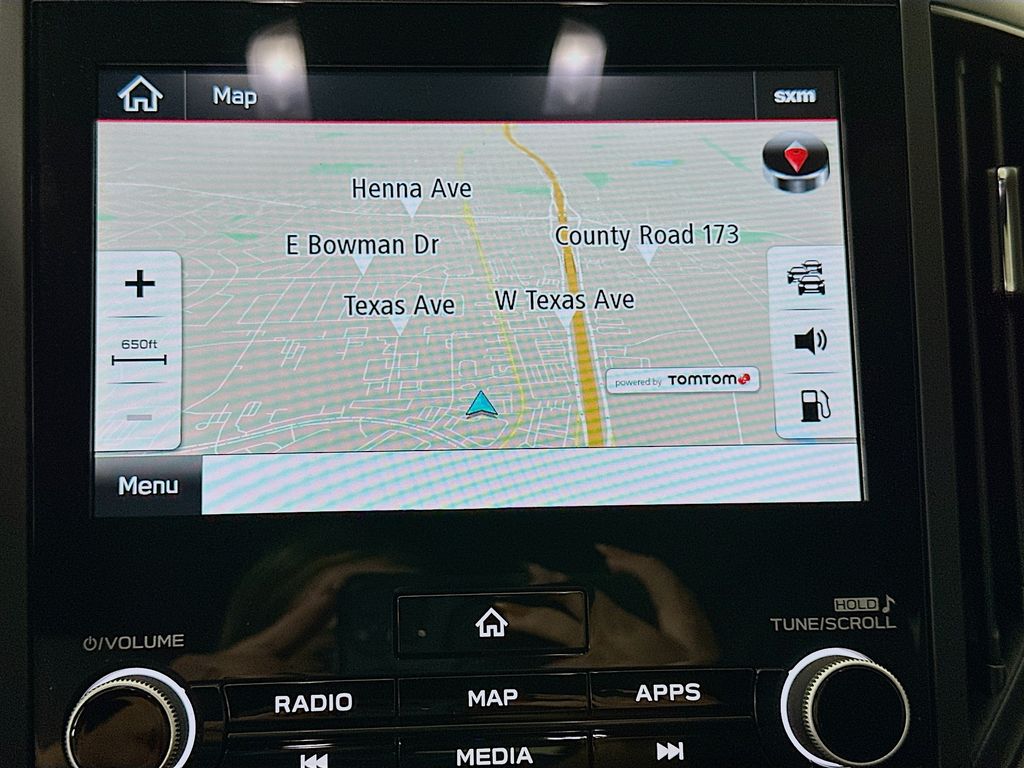 Map
sxm
Henna Ave
E Bowman Dr
County Road 173
Texas Ave
W Texas Ave
650ft
powered by TOMTOM
Menu
HOLD
⏻/VOLUME
TUNE/SCROLL
RADIO
MAP
APPS
MEDIA